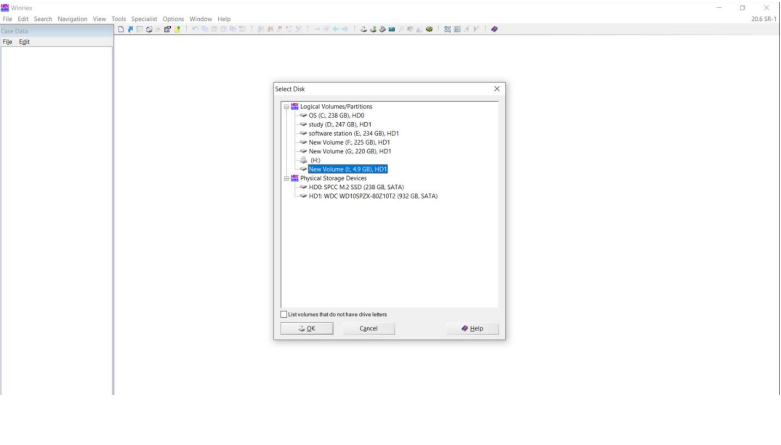 WinHex
File Edit Search Navigation View Tools Specialist Options Window Help
20.6 SR-1
Case Data
File Edit
Select Disk
Logical Volumes/Partitions
OS (C:, 238 GB), HD0
study (D:, 247 GB), HD1
software station (E:, 234 GB), HD1
New Volume (F:, 225 GB), HD1
New Volume (G:, 220 GB), HD1
(H:)
New Volume (I:, 4.9 GB), HD1
Physical Storage Devices
HD0: SPCC M.2 SSD (238 GB, SATA)
HD1: WDC WD10SPZX-80Z10T2 (932 GB, SATA)
List volumes that do not have drive letters
OK
Cancel
Help